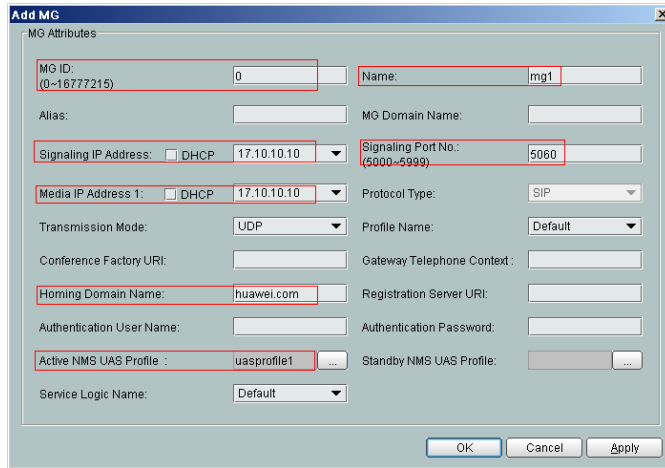 Add MG
MG Attributes
MG ID:
(0~16777215)
0
Name:
mg1
Alias:
MG Domain Name:
Signaling IP Address:
DHCP
17.10.10.10
Signaling Port No.:
(5000~5999)
5060
Media IP Address 1:
DHCP
17.10.10.10
Protocol Type:
SIP
Transmission Mode:
UDP
Profile Name:
Default
Conference Factory URI:
Gateway Telephone Context :
Homing Domain Name:
huawei.com
Registration Server URI:
Authentication User Name:
Authentication Password:
Active NMS UAS Profile :
uasprofile1
...
Standby NMS UAS Profile:
...
Service Logic Name:
Default
OK
Cancel
Apply